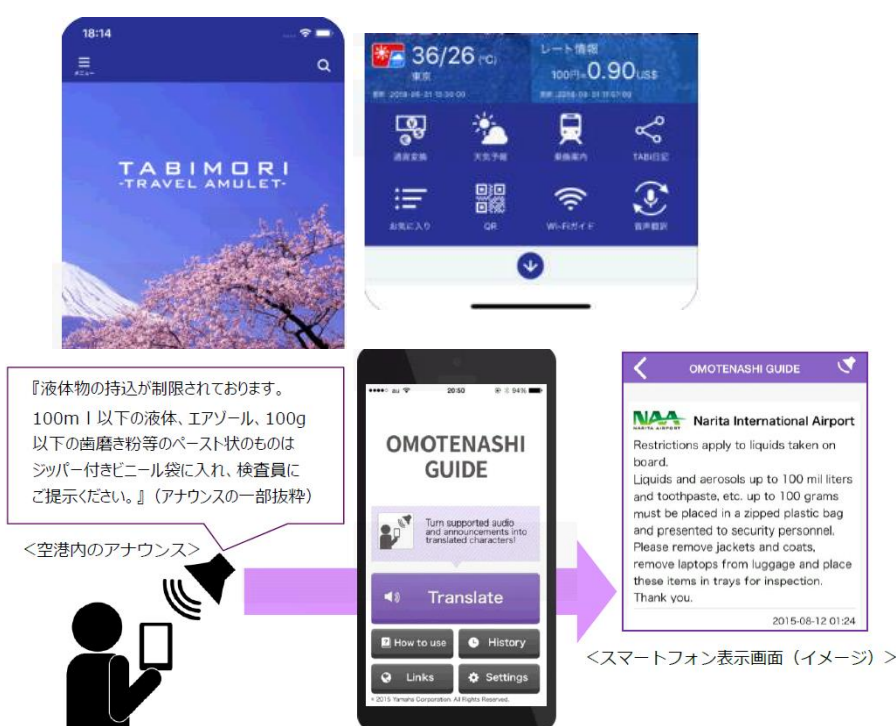 18:14
メニュー
TABIMORI
-TRAVEL AMULET-
36/26 (℃)
東京
レート情報
100円=0.90US$
通貨変換
天気予報
乗換案内
TABI日記
お気に入り
QR
Wi-Fiガイド
音声翻訳
『液体物の持込が制限されております。
100ml以下の液体、エアゾール、100g
以下の歯磨き粉等のペースト状のものは
ジッパー付きビニール袋に入れ、検査員に
ご提示ください。』（アナウンスの一部抜粋）
<空港内のアナウンス>
au
20:50
94%
OMOTENASHI
GUIDE
Turn supported audio
and announcements into
translated characters!
Translate
How to use
History
Links
Settings
© 2015 Yamaha Corporation. All Rights Reserved.
OMOTENASHI GUIDE
NAA
NARITA AIRPORT
Narita International Airport
Restrictions apply to liquids taken on
board.
Liquids and aerosols up to 100 mil liters
and toothpaste, etc. up to 100 grams
must be placed in a zipped plastic bag
and presented to security personnel.
Please remove jackets and coats,
remove laptops from luggage and place
these items in trays for inspection.
Thank you.
2015-08-12 01:24
<スマートフォン表示画面（イメージ）>